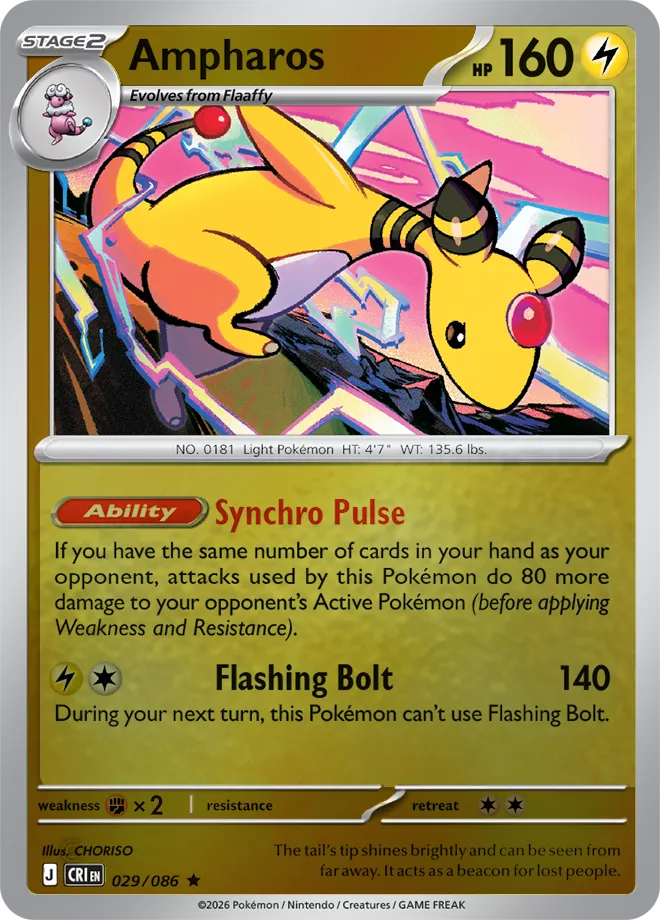 STAGE2
Ampharos
HP 160
Evolves from Flaaffy
NO. 0181 Light Pokémon HT: 4'7" WT: 135.6 lbs.
Ability Synchro Pulse
If you have the same number of cards in your hand as your
opponent, attacks used by this Pokémon do 80 more
damage to your opponent's Active Pokémon (before applying
Weakness and Resistance).
Flashing Bolt 140
During your next turn, this Pokémon can't use Flashing Bolt.
weakness ×2 resistance retreat
Illus. CHORISO
The tail's tip shines brightly and can be seen from
far away. It acts as a beacon for lost people.
J CRI EN 029/086 ★
©2026 Pokémon / Nintendo / Creatures / GAME FREAK